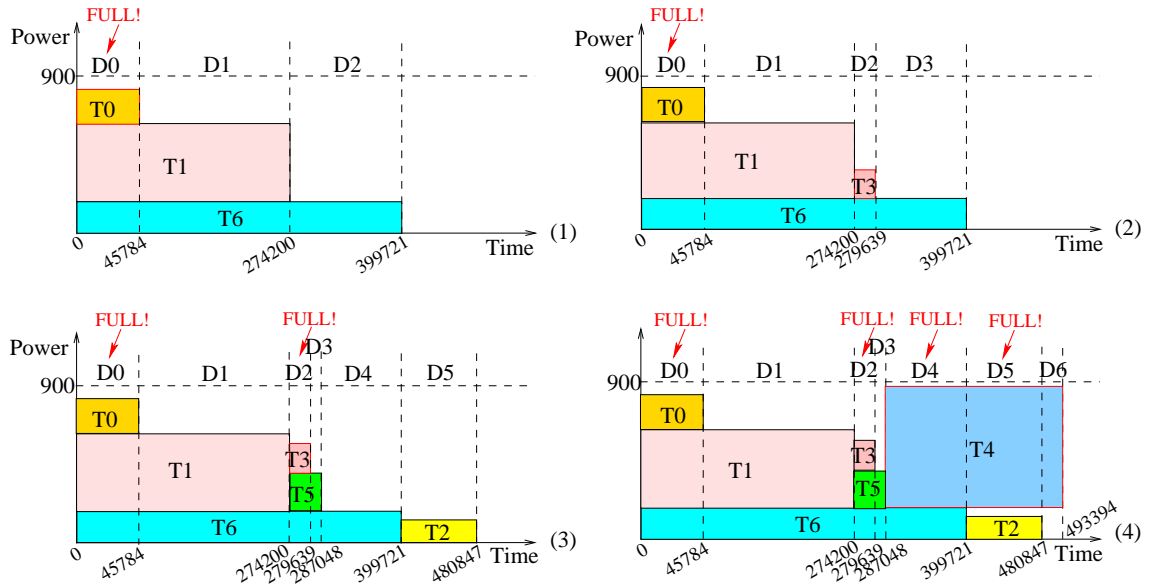 FULL!
Power
D0 D1 D2
900
T0
T1
T6
0 45784 274200 399721
Time
(1)
FULL!
Power
D0 D1 D2 D3
900
T0
T1
T3
T6
0 45784 274200 279639 399721
Time
(2)
FULL! FULL!
Power
D3
D0 D1 D2 D4 D5
900
T0
T3
T1
T5
T6 T2
0 45784 274200 279639 287048 399721 480847
Time
(3)
FULL! FULL! FULL! FULL!
Power
D3
D0 D1 D2 D4 D5 D6
900
T0
T3 T4
T1
T5
T6 T2
0 45784 274200 279639 287048 399721 480847 493394
Time
(4)